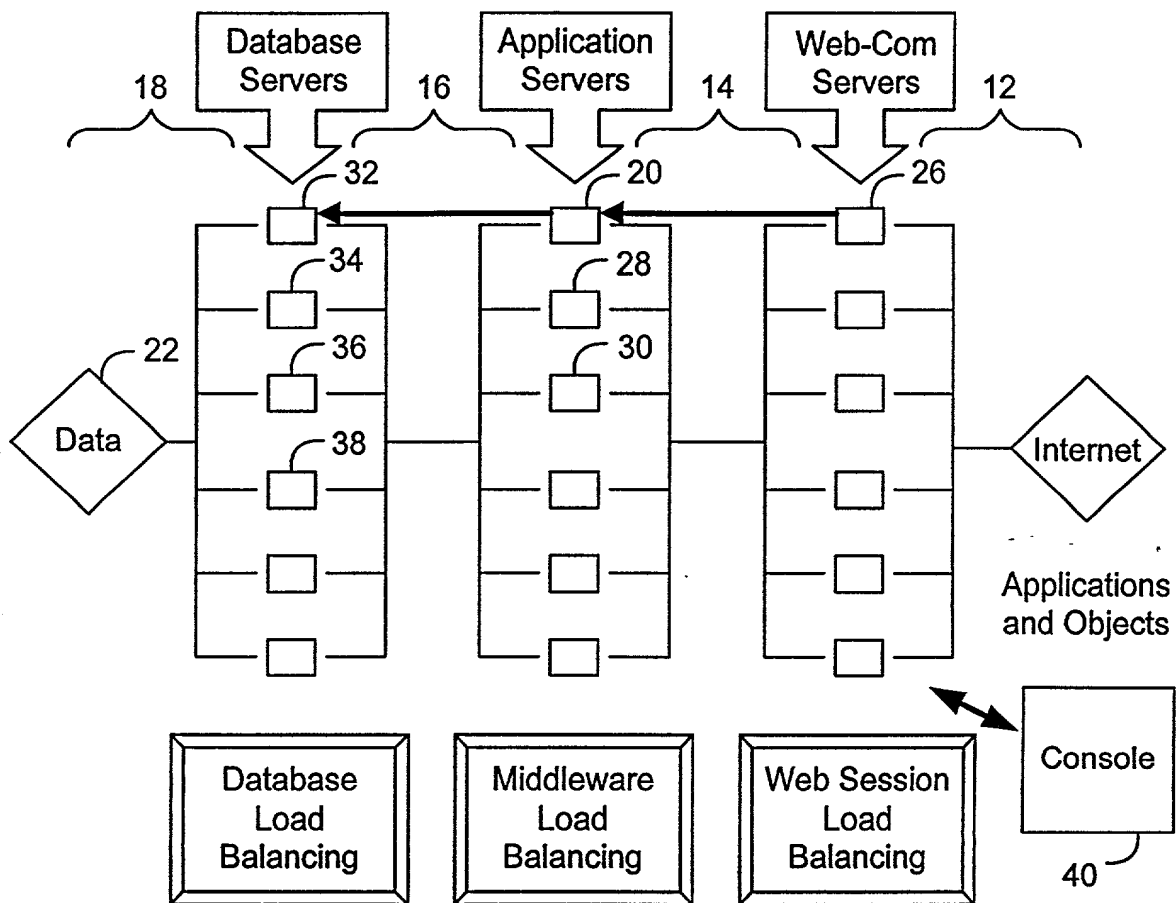 Database
Servers
Application
Servers
Web-Com
Servers
18
16
14
12
32
20
26
34
28
22
36
30
Data
38
Internet
Applications
and Objects
Database
Load
Balancing
Middleware
Load
Balancing
Web Session
Load
Balancing
Console
40